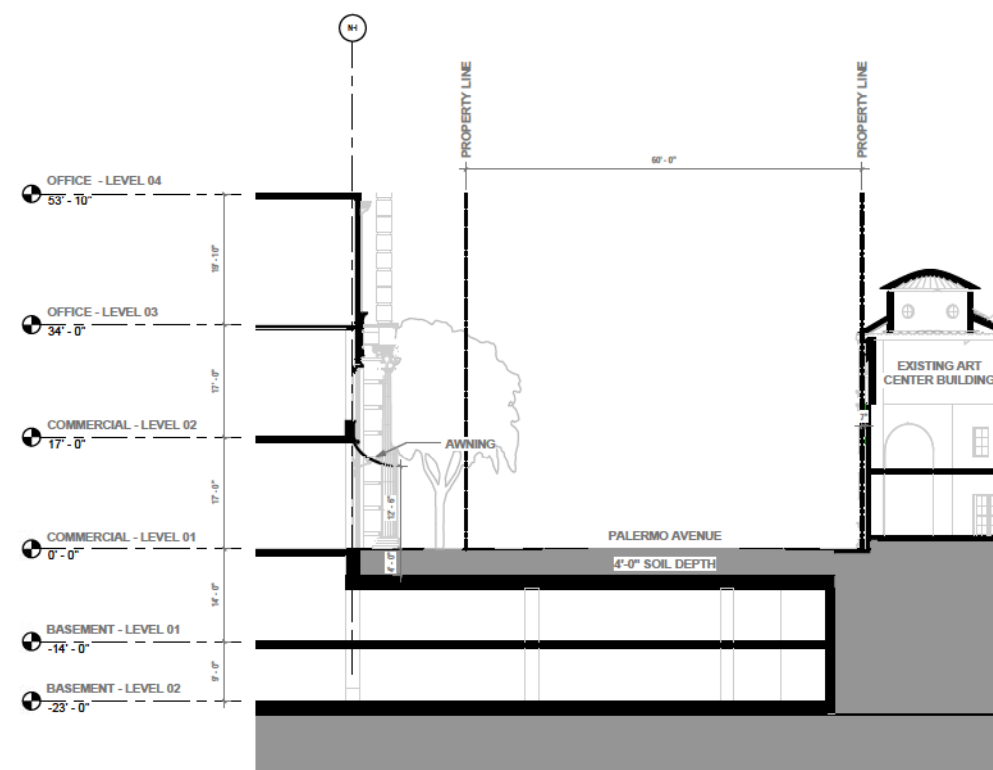 N-I
PROPERTY LINE
PROPERTY LINE
60' - 0"
OFFICE - LEVEL 04
53' - 10"
19' - 10"
OFFICE - LEVEL 03
34' - 0"
EXISTING ART
CENTER BUILDING
17' - 0"
COMMERCIAL - LEVEL 02
17' - 0"
7"
AWNING
17' - 0"
12' - 6"
COMMERCIAL - LEVEL 01
0' - 0"
PALERMO AVENUE
4' - 0"
4'-0" SOIL DEPTH
14' - 0"
BASEMENT - LEVEL 01
-14' - 0"
9' - 0"
BASEMENT - LEVEL 02
-23' - 0"